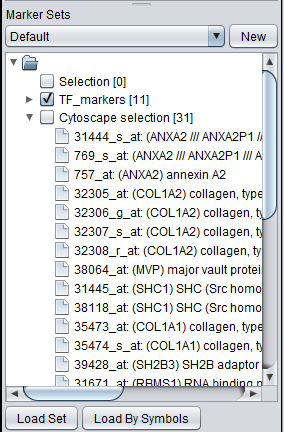 Marker Sets
Default
New
Selection [0]
TF_markers [11]
Cytoscape selection [31]
31444_s_at: (ANXA2 /// ANXA2P1 //
769_s_at: (ANXA2 /// ANXA2P1 /// A
757_at: (ANXA2) annexin A2
32305_at: (COL1A2) collagen, type
32306_g_at: (COL1A2) collagen, ty
32307_s_at: (COL1A2) collagen, ty
32308_r_at: (COL1A2) collagen, ty
38064_at: (MVP) major vault protei
31445_at: (SHC1) SHC (Src homo
38118_at: (SHC1) SHC (Src homo
35473_at: (COL1A1) collagen, type
35474_s_at: (COL1A1) collagen, ty
39428_at: (SH2B3) SH2B adaptor
31671_at: (RBMS1) RNA binding m
Load Set
Load By Symbols